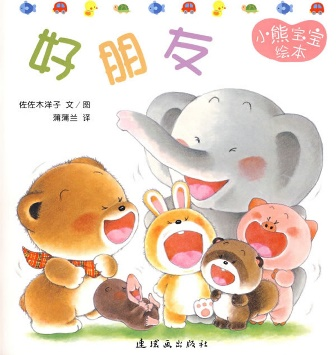 好朋友
小熊宝宝
绘本
佐佐木洋子 文/图
蒲蒲兰 译
连环画出版社